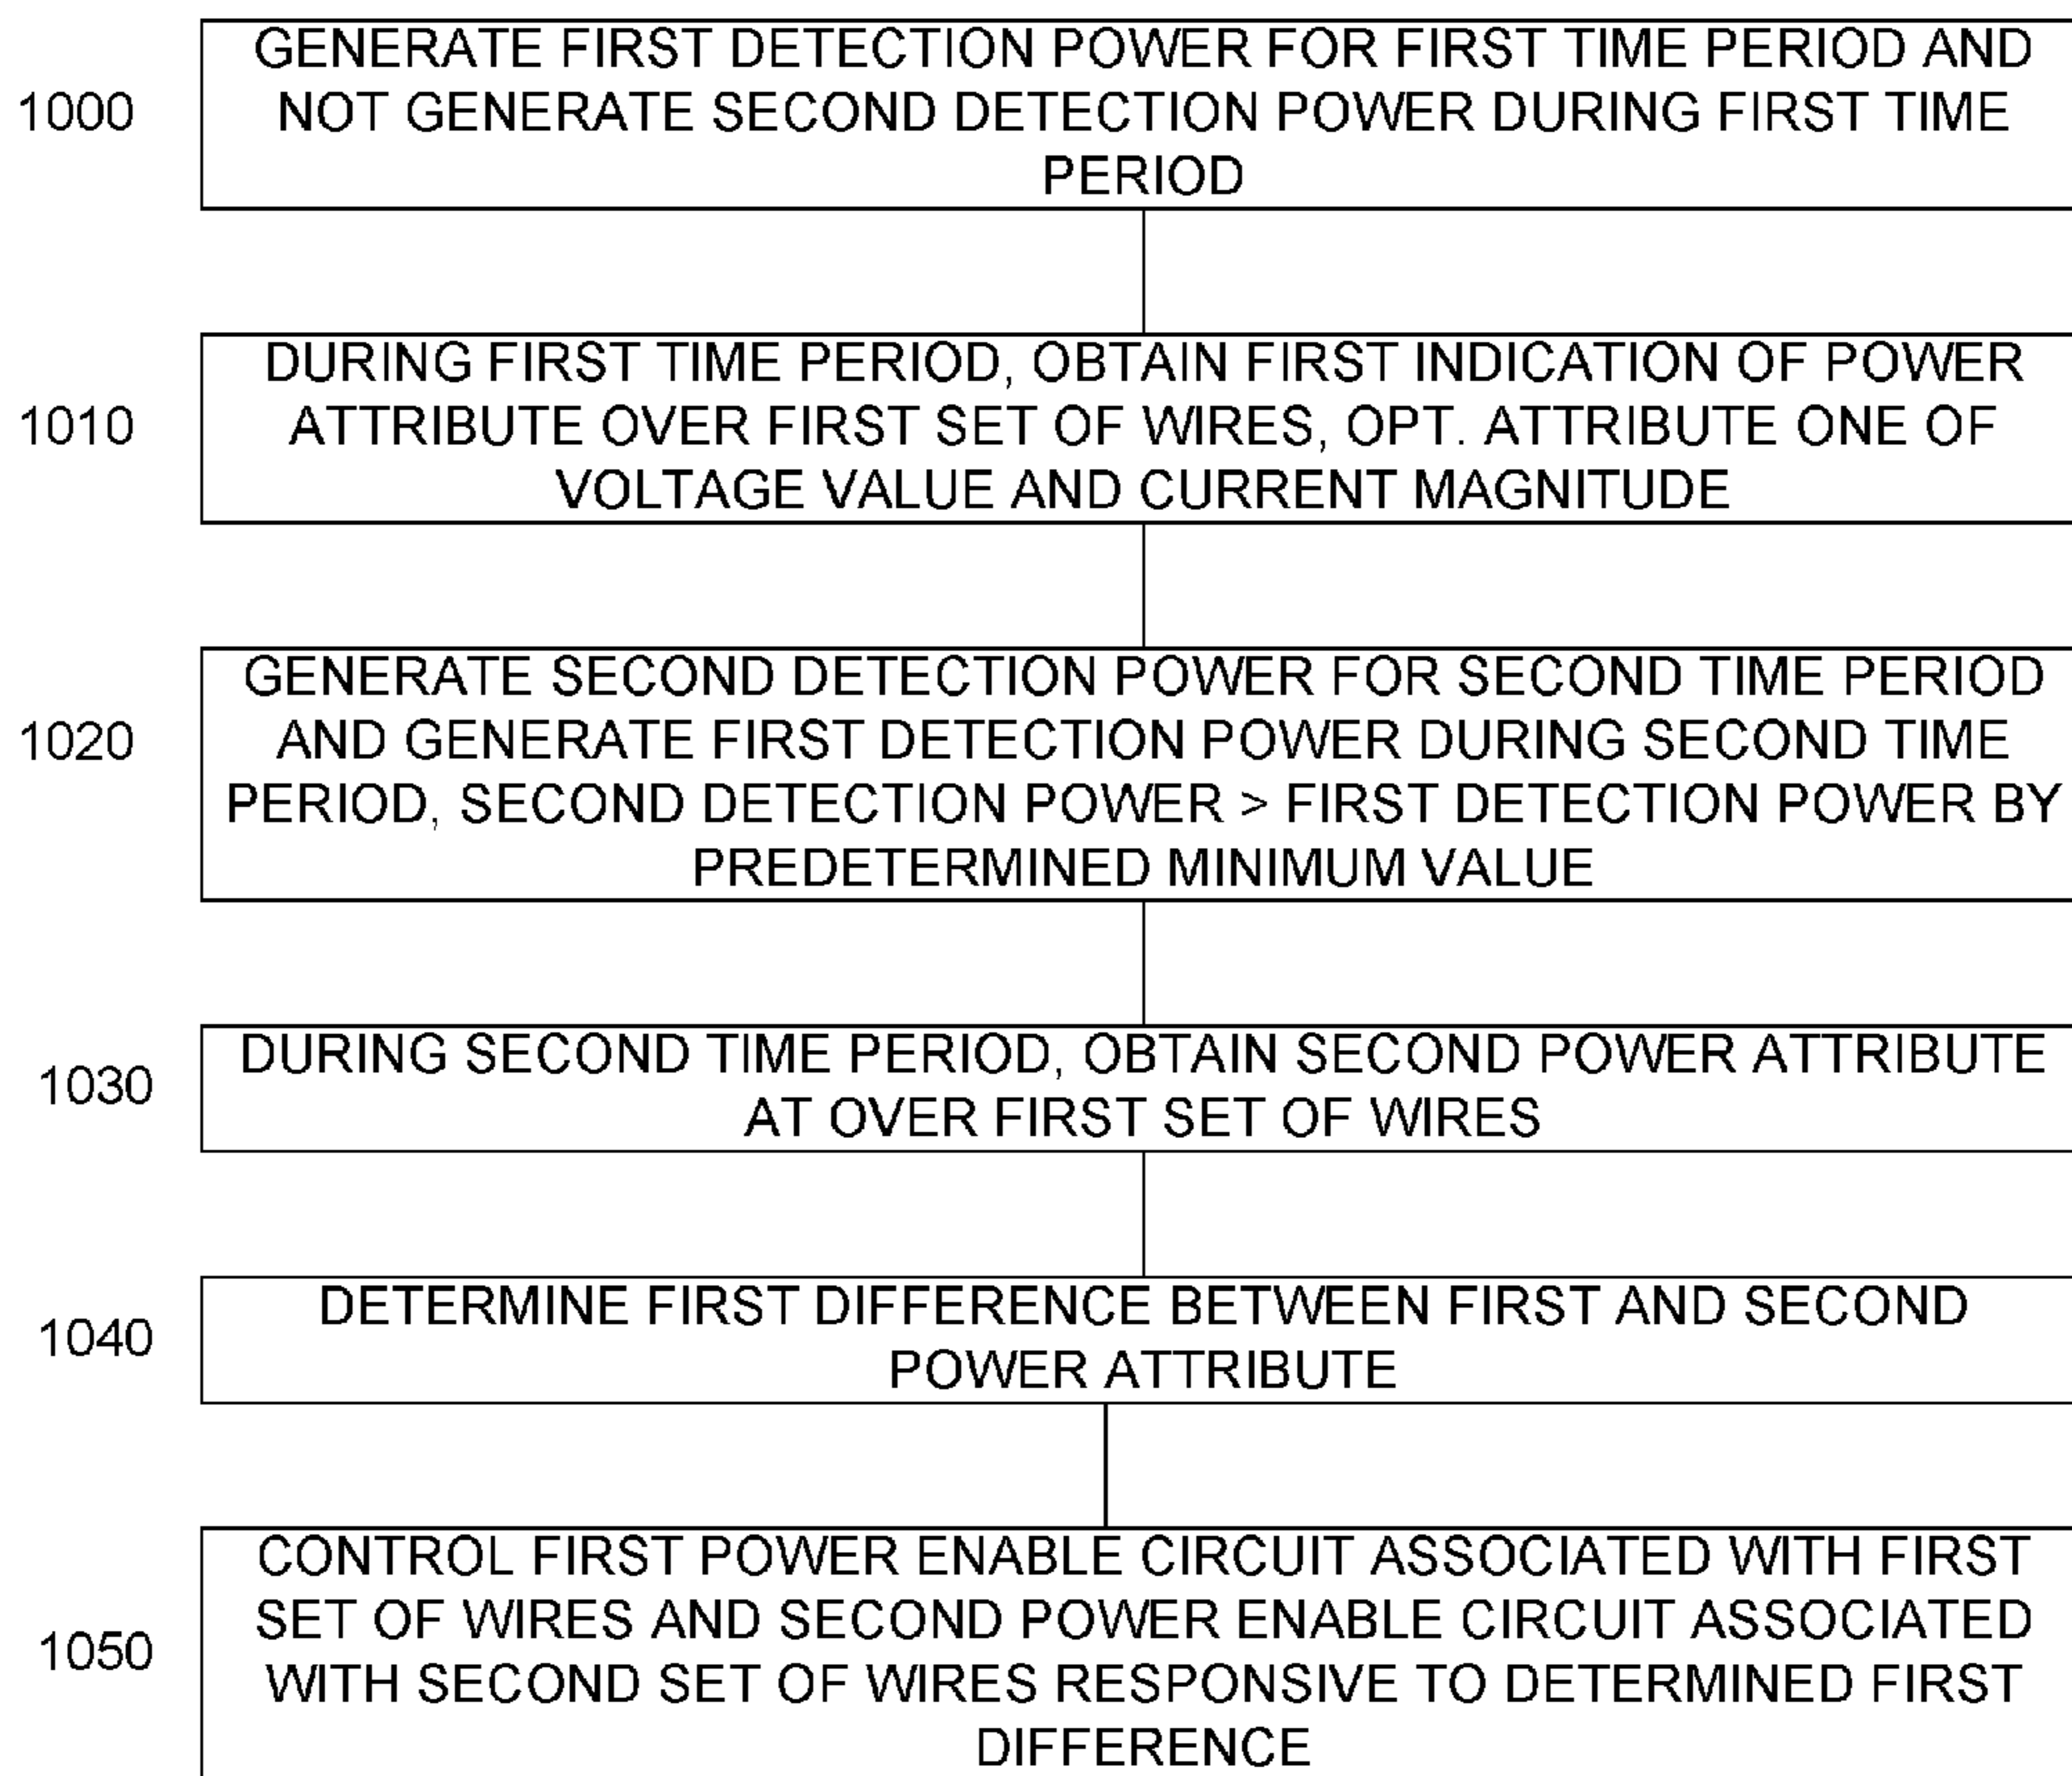 GENERATE FIRST DETECTION POWER FOR FIRST TIME PERIOD AND
1000
NOT GENERATE SECOND DETECTION POWER DURING FIRST TIME
PERIOD
DURING FIRST TIME PERIOD, OBTAIN FIRST INDICATION OF POWER
1010
ATTRIBUTE OVER FIRST SET OF WIRES, OPT. ATTRIBUTE ONE OF
VOLTAGE VALUE AND CURRENT MAGNITUDE
GENERATE SECOND DETECTION POWER FOR SECOND TIME PERIOD
1020
AND GENERATE FIRST DETECTION POWER DURING SECOND TIME
PERIOD, SECOND DETECTION POWER > FIRST DETECTION POWER BY
PREDETERMINED MINIMUM VALUE
1030
DURING SECOND TIME PERIOD, OBTAIN SECOND POWER ATTRIBUTE
AT OVER FIRST SET OF WIRES
1040
DETERMINE FIRST DIFFERENCE BETWEEN FIRST AND SECOND
POWER ATTRIBUTE
CONTROL FIRST POWER ENABLE CIRCUIT ASSOCIATED WITH FIRST
SET OF WIRES AND SECOND POWER ENABLE CIRCUIT ASSOCIATED
1050
WITH SECOND SET OF WIRES RESPONSIVE TO DETERMINED FIRST
DIFFERENCE